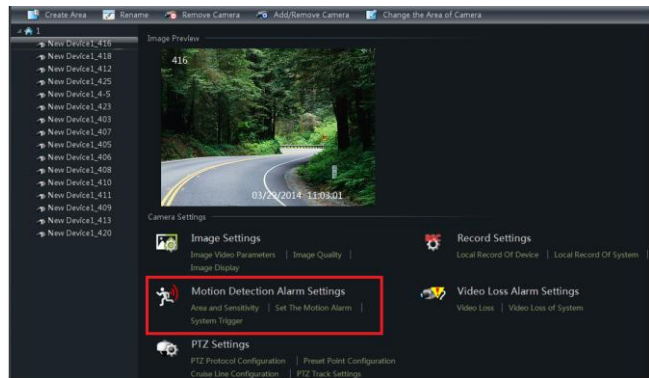 Create Area Rename Remove Camera Add/Remove Camera Change the Area of Camera
1
New Device1_416
New Device1_418
New Device1_412
New Device1_425
New Device1_4-5
New Device1_423
New Device1_403
New Device1_407
New Device1_405
New Device1_406
New Device1_408
New Device1_410
New Device1_411
New Device1_409
New Device1_413
New Device1_420
Image Preview
416
03/29/2014 11:03:01
Camera Settings
Image Settings
Image Video Parameters | Image Quality |
Image Display
Record Settings
Local Record Of Device | Local Record Of System |
Motion Detection Alarm Settings
Area and Sensitivity | Set The Motion Alarm |
System Trigger
Video Loss Alarm Settings
Video Loss | Video Loss of System
PTZ Settings
PTZ Protocol Configuration | Preset Point Configuration
Cruise Line Configuration | PTZ Track Settings